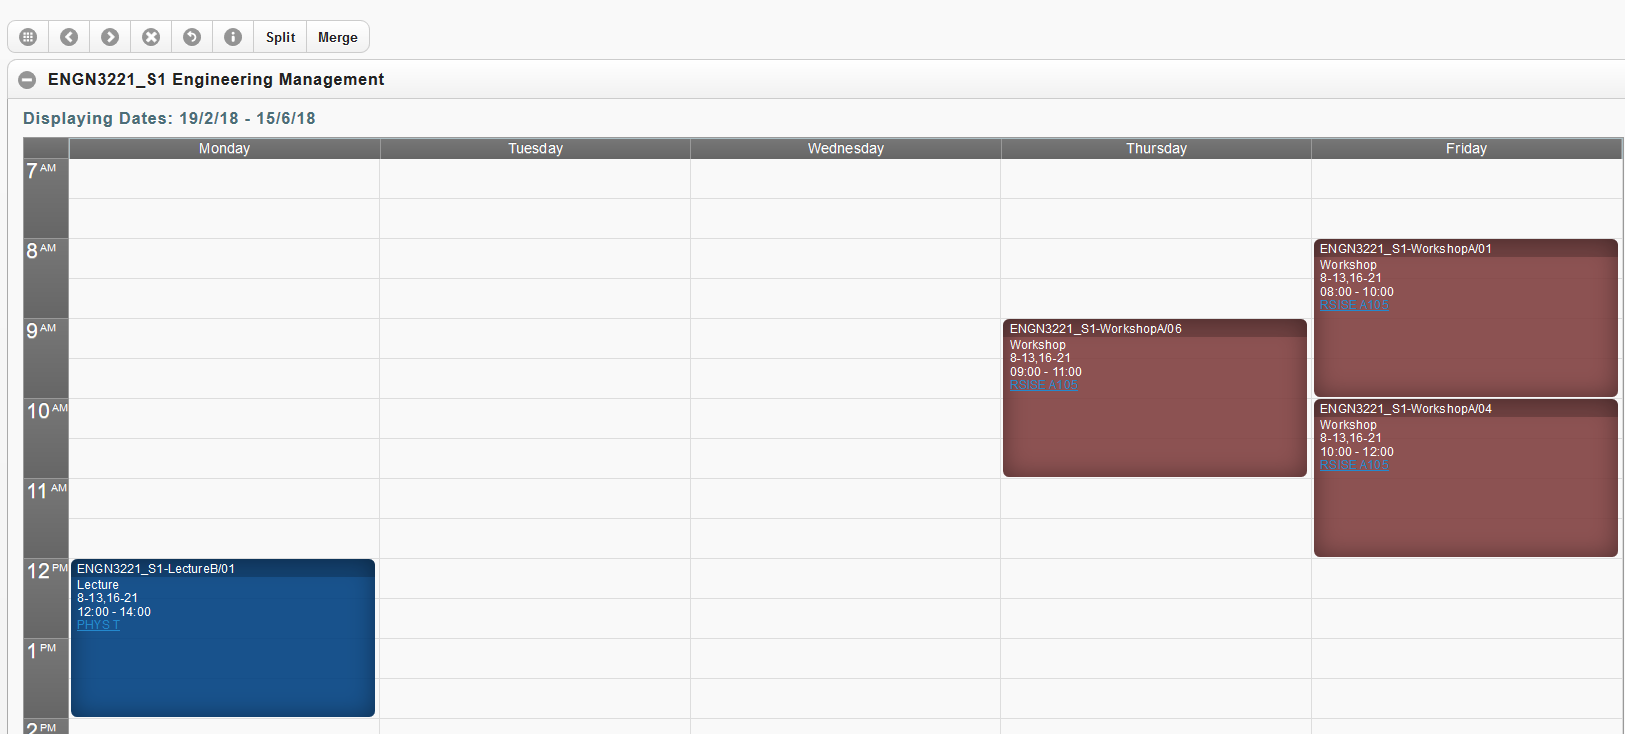 Split Merge
ENGN3221_S1 Engineering Management
Displaying Dates: 19/2/18 - 15/6/18
Monday Tuesday Wednesday Thursday Friday
7 AM
8 AM
ENGN3221_S1-WorkshopA/01
Workshop
8-13,16-21
08:00 - 10:00
RSISE A105
9 AM
ENGN3221_S1-WorkshopA/06
Workshop
8-13,16-21
09:00 - 11:00
RSISE A105
10 AM
ENGN3221_S1-WorkshopA/04
Workshop
8-13,16-21
10:00 - 12:00
RSISE A105
11 AM
12 PM
ENGN3221_S1-LectureB/01
Lecture
8-13,16-21
12:00 - 14:00
PHYS T
1 PM
2 PM